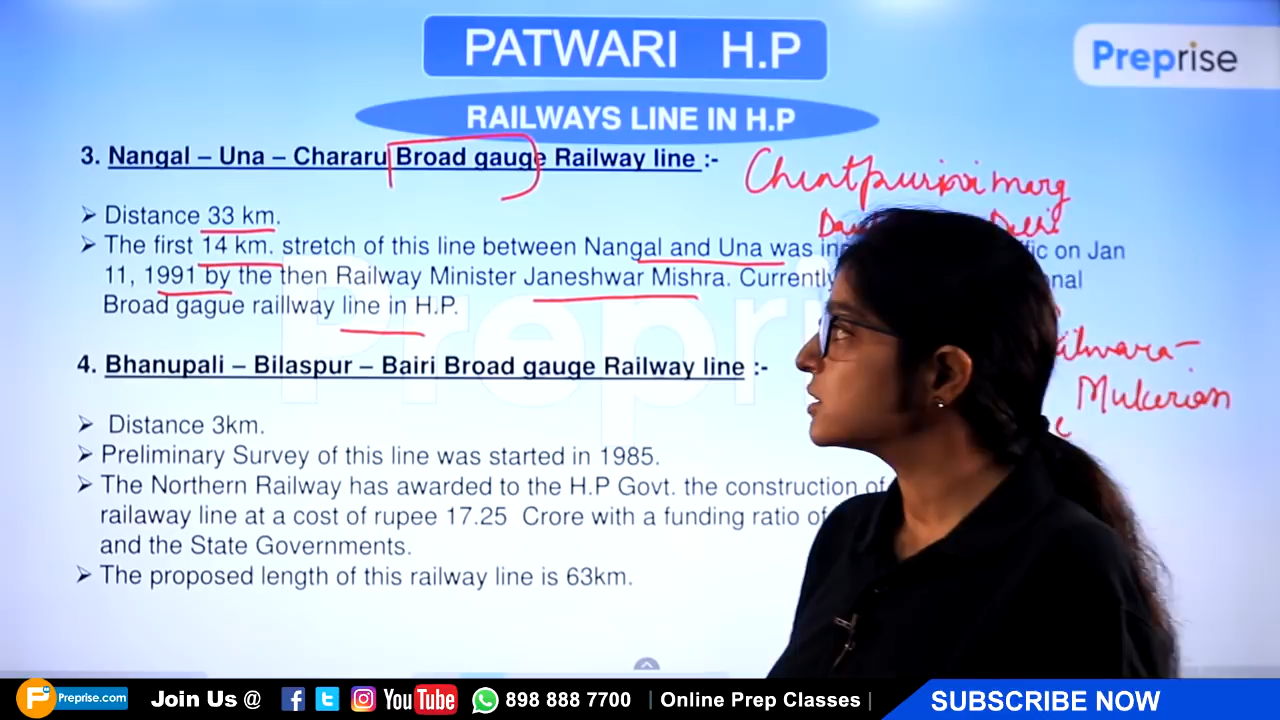 PATWARI H.P
Preprise
RAILWAYS LINE IN H.P
3. Nangal – Una – Chararu Broad gauge Railway line :-
Chintpurni marg
➢ Distance 33 km.
Delhi
➢ The first 14 km. stretch of this line between Nangal and Una was
on Jan
11, 1991 by the then Railway Minister Janeshwar Mishra. Currently
Broad gague raillway line in H.P.
Mukerian
4. Bhanupali – Bilaspur – Bairi Broad gauge Railway line :-
➢ Distance 3km.
➢ Preliminary Survey of this line was started in 1985.
➢ The Northern Railway has awarded to the H.P Govt. the construction of
railaway line at a cost of rupee 17.25 Crore with a funding ratio of
and the State Governments.
➢ The proposed length of this railway line is 63km.
Preprise.com
Join Us @
YouTube
898 888 7700
| Online Prep Classes |
SUBSCRIBE NOW